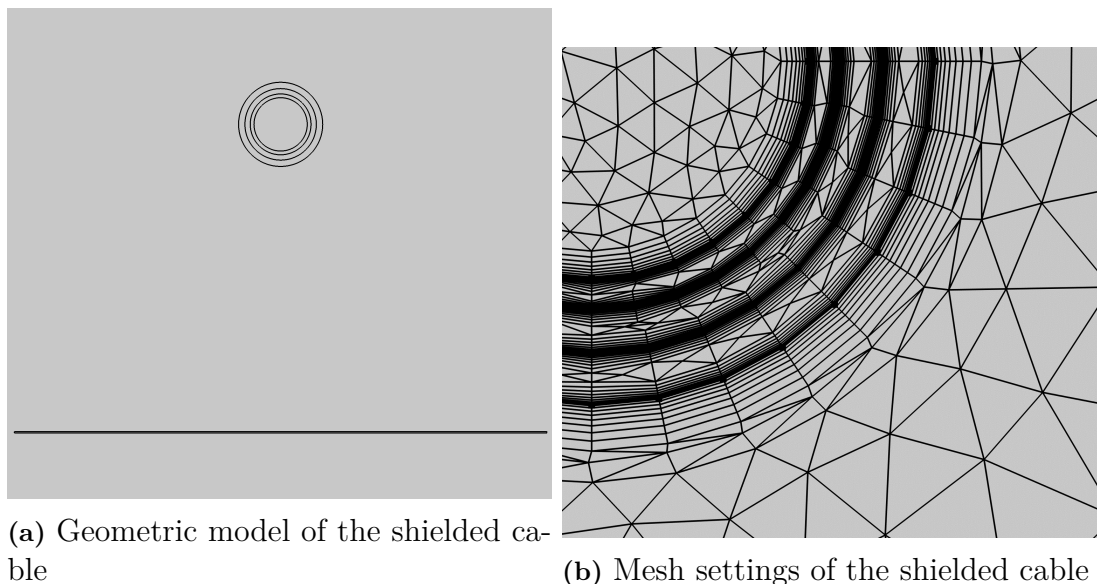 (a) Geometric model of the shielded ca-
ble
(b) Mesh settings of the shielded cable